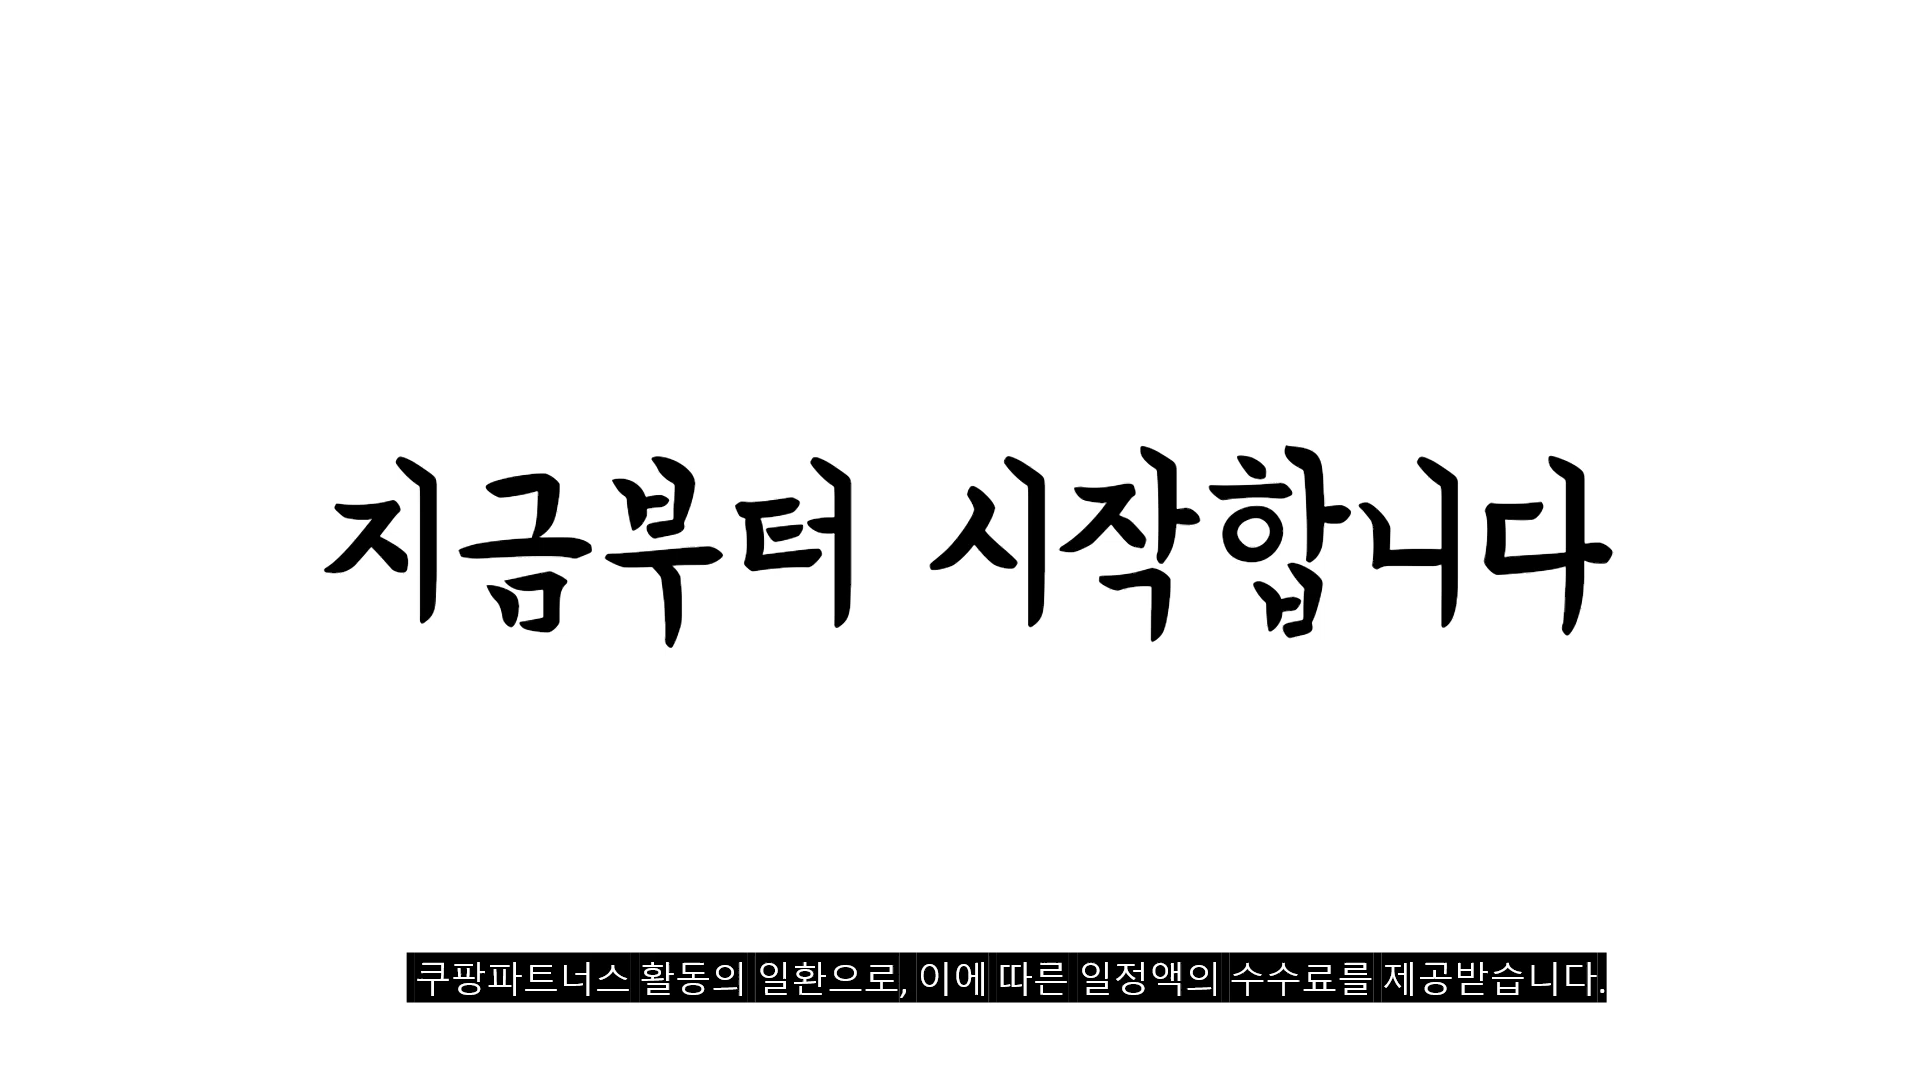 지금부터 시작합니다
쿠팡파트너스 활동의 일환으로, 이에 따른 일정액의 수수료를 제공받습니다.